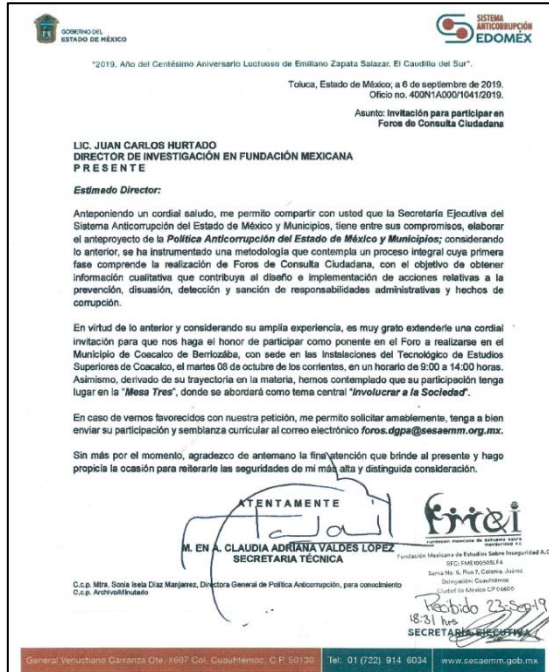 GOBIERNO DEL
ESTADO DE MÉXICO
SISTEMA
ANTICORRUPCIÓN
EDOMÉX
"2019. Año del Centésimo Aniversario Luctuoso de Emiliano Zapata Salazar. El Caudillo del Sur".
Toluca, Estado de México; a 6 de septiembre de 2019.
Oficio no. 400N1A000/1041/2019.
Asunto: Invitación para participar en
Foros de Consulta Ciudadana
LIC. JUAN CARLOS HURTADO
DIRECTOR DE INVESTIGACIÓN EN FUNDACIÓN MEXICANA
P R E S E N T E
Estimado Director:
Anteponiendo un cordial saludo, me permito compartir con usted que la Secretaría Ejecutiva del
Sistema Anticorrupción del Estado de México y Municipios, tiene entre sus compromisos, elaborar
el anteproyecto de la Política Anticorrupción del Estado de México y Municipios; considerando
lo anterior, se ha instrumentado una metodología que contempla un proceso integral cuya primera
fase comprende la realización de Foros de Consulta Ciudadana, con el objetivo de obtener
información cualitativa que contribuya al diseño e implementación de acciones relativas a la
prevención, disuasión, detección y sanción de responsabilidades administrativas y hechos de
corrupción.
En virtud de lo anterior y considerando su amplia experiencia, es muy grato extenderle una cordial
invitación para que nos haga el honor de participar como ponente en el Foro a realizarse en el
Municipio de Coacalco de Berriozábal, con sede en las Instalaciones del Tecnológico de Estudios
Superiores de Coacalco, el martes 08 de octubre de los corrientes, en un horario de 9:00 a 14:00 horas.
Asimismo, derivado de su trayectoria en la materia, hemos contemplado que su participación tenga
lugar en la "Mesa Tres", donde se abordará como tema central "Involucrar a la Sociedad".
En caso de vernos favorecidos con nuestra petición, me permito solicitar amablemente, tenga a bien
enviar su participación y semblanza curricular al correo electrónico foros.dgpa@sesaemm.org.mx.
Sin más por el momento, agradezco de antemano la fina atención que brinde al presente y hago
propicia la ocasión para reiterarle las seguridades de mi más alta y distinguida consideración.
ATENTAMENTE
M. EN A. CLAUDIA ADRIANA VALDES LÓPEZ
SECRETARIA TÉCNICA
fmei
Fundación Mexicana de Estudios Sobre Inseguridad A.C.
Ciudad de México CP 06600
Recibido 23-Sep-19
18:31 hrs
SECRETARÍA EJECUTIVA
C.c.p. Mtra. Sonia Isela Díaz Manjarrez, Directora General de Política Anticorrupción, para conocimiento
C.c.p. Archivo/Minutario
General Venustiano Carranza Ote. #607 Col. Cuauhtémoc, C.P. 50130
Tel: 01 (722) 914 6034
www.secaemm.gob.mx